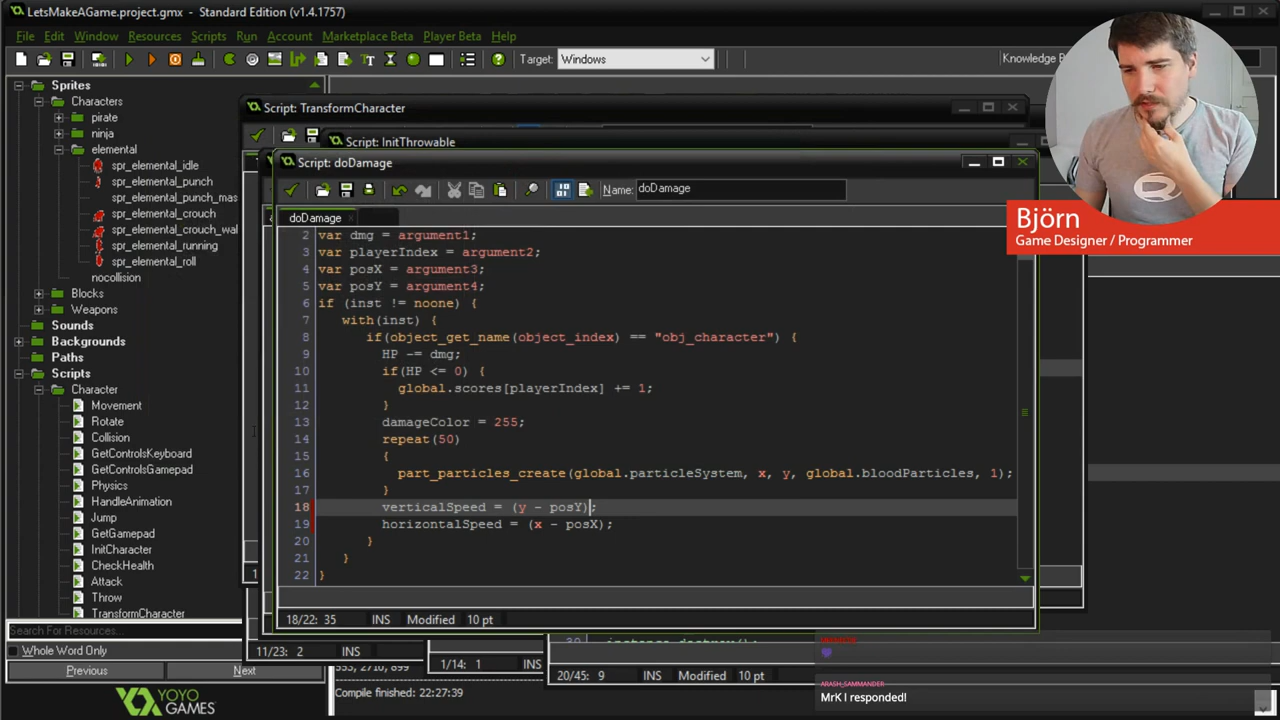 LetsMakeAGame.project.gmx - Standard Edition (v1.4.1757)
File Edit Window Resources Scripts Run Account Marketplace Beta Player Beta Help
Target: Windows
Knowledge B
Sprites
Characters
pirate
ninja
elemental
spr_elemental_idle
spr_elemental_punch
spr_elemental_punch_mas
spr_elemental_crouch
spr_elemental_crouch_wal
spr_elemental_running
spr_elemental_roll
nocollision
Blocks
Weapons
Sounds
Backgrounds
Paths
Scripts
Character
Movement
Rotate
Collision
GetControlsKeyboard
GetControlsGamepad
Physics
HandleAnimation
Jump
GetGamepad
InitCharacter
CheckHealth
Attack
Throw
TransformCharacter
Search For Resources...
Whole Word Only
Previous Next
YOYO
GAMES™
Script: TransformCharacter
Script: InitThrowable
Script: doDamage
Name: doDamage
doDamage
2 var dmg = argument1;
3 var playerIndex = argument2;
4 var posX = argument3;
5 var posY = argument4;
6 if (inst != noone) {
7 with(inst) {
8 if(object_get_name(object_index) == "obj_character") {
9 HP -= dmg;
10 if(HP <= 0) {
11 global.scores[playerIndex] += 1;
12 }
13 damageColor = 255;
14 repeat(50)
15 {
16 part_particles_create(global.particleSystem, x, y, global.bloodParticles, 1);
17 }
18 verticalSpeed = (y - posY);
19 horizontalSpeed = (x - posX);
20 }
21 }
22 }
18/22: 35 INS Modified 10 pt
11/23: 2 INS
1/14: 1 INS
instance_destroy();
20/45: 9 INS Modified 10 pt
Compile finished: 22:27:39
Björn
Game Designer / Programmer
ARASH_SAMMANDER
MrK I responded!